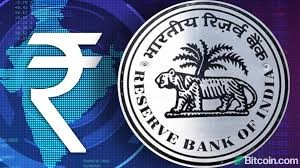 ₹
भारतीय रिज़र्व बैंक
RESERVE BANK OF INDIA
Bitcoin.com